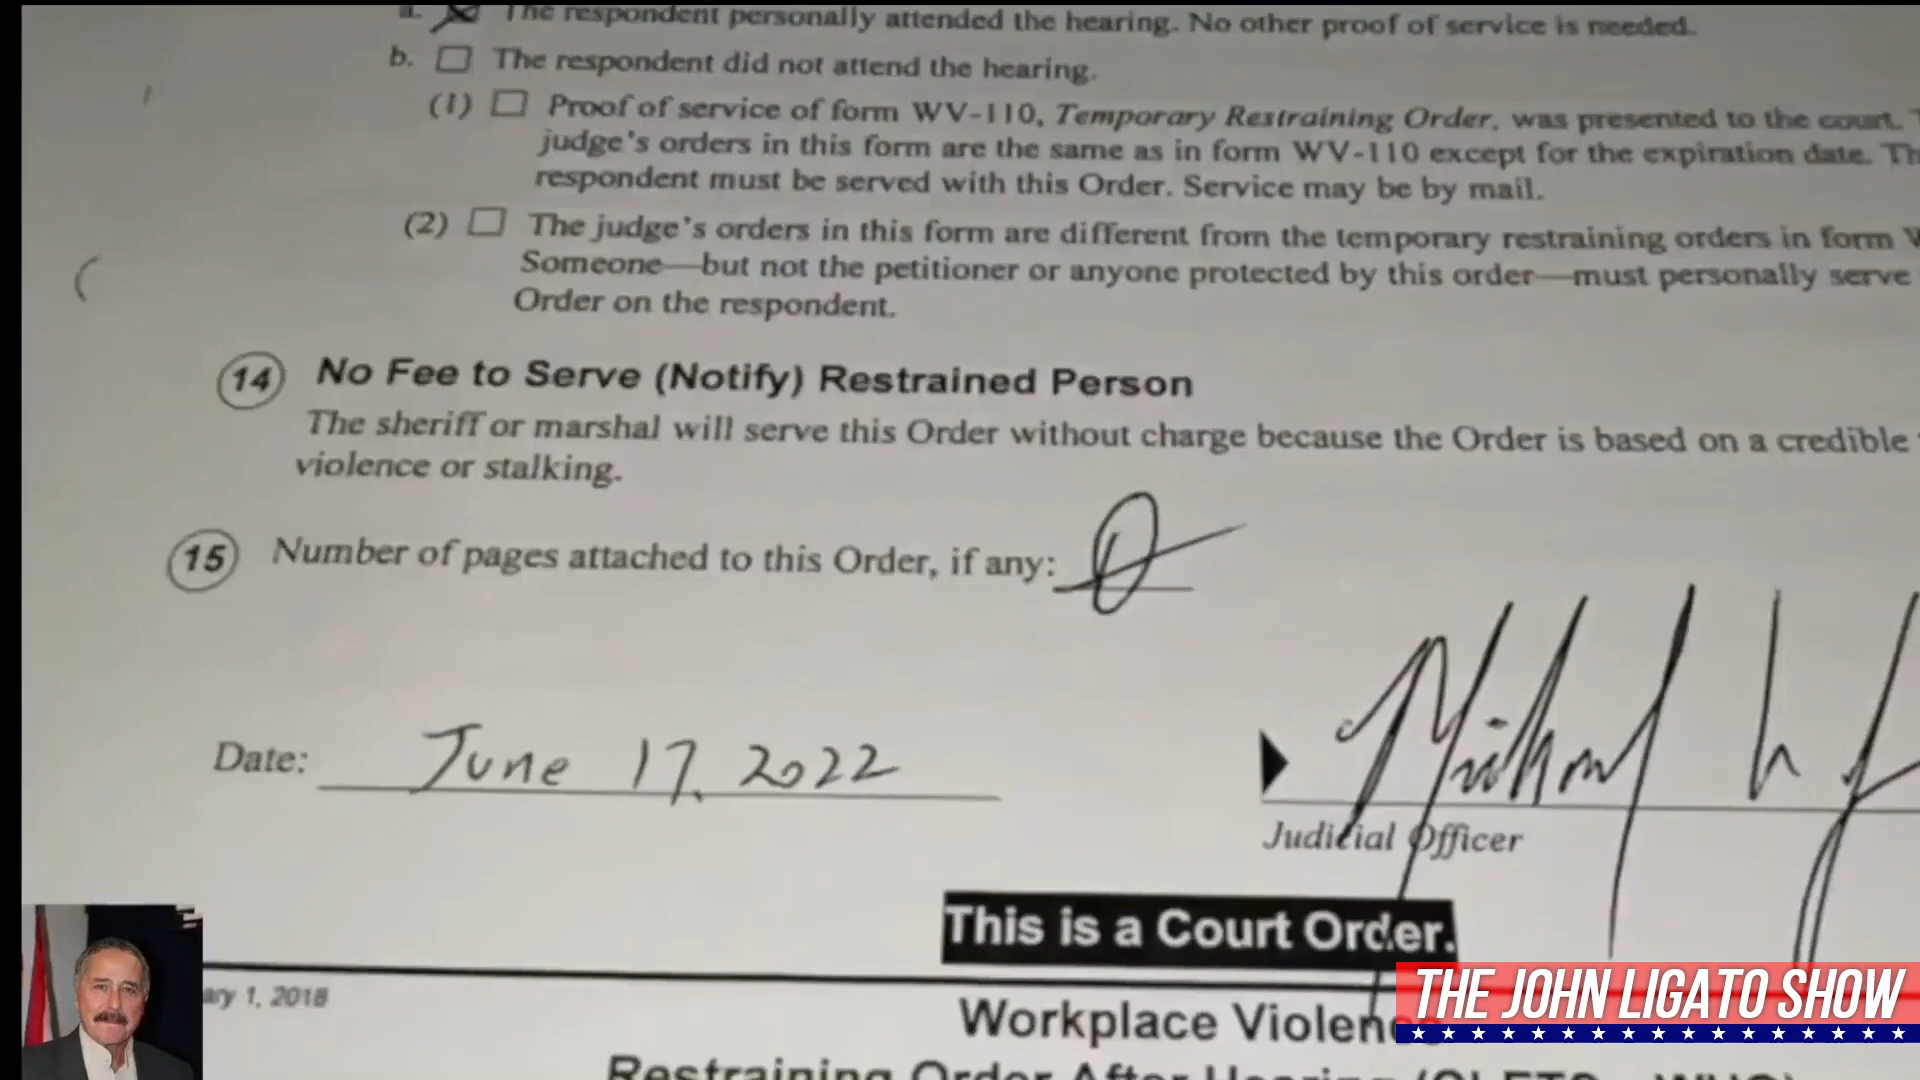 a. The respondent personally attended the hearing. No other proof of service is needed.
b. The respondent did not attend the hearing.
(1) Proof of service of form WV-110, Temporary Restraining Order, was presented to the court.
judge's orders in this form are the same as in form WV-110 except for the expiration date. Th
respondent must be served with this Order. Service may be by mail.
(2) The judge's orders in this form are different from the temporary restraining orders in form
Someone—but not the petitioner or anyone protected by this order—must personally serve
Order on the respondent.
14 No Fee to Serve (Notify) Restrained Person
The sheriff or marshal will serve this Order without charge because the Order is based on a credible
violence or stalking.
15 Number of pages attached to this Order, if any: 0
Date: June 17, 2022
Judicial Officer
This is a Court Order.
ary 1, 2018
Workplace Violenc
Restraining Order After Hearing
THE JOHN LIGATO SHOW